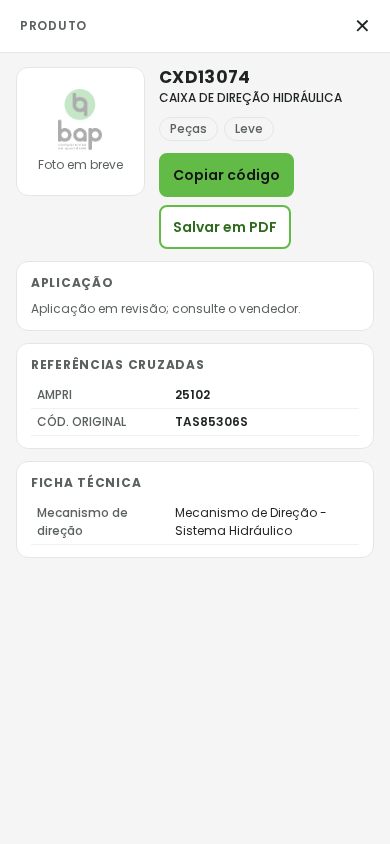 PRODUTO
✕
b
bap
Foto em breve
CXD13074
CAIXA DE DIREÇÃO HIDRÁULICA
Peças
Leve
Copiar código
Salvar em PDF
APLICAÇÃO
Aplicação em revisão; consulte o vendedor.
REFERÊNCIAS CRUZADAS
AMPRI 25102
CÓD. ORIGINAL TAS85306S
FICHA TÉCNICA
Mecanismo de direção
Mecanismo de Direção -
Sistema Hidráulico